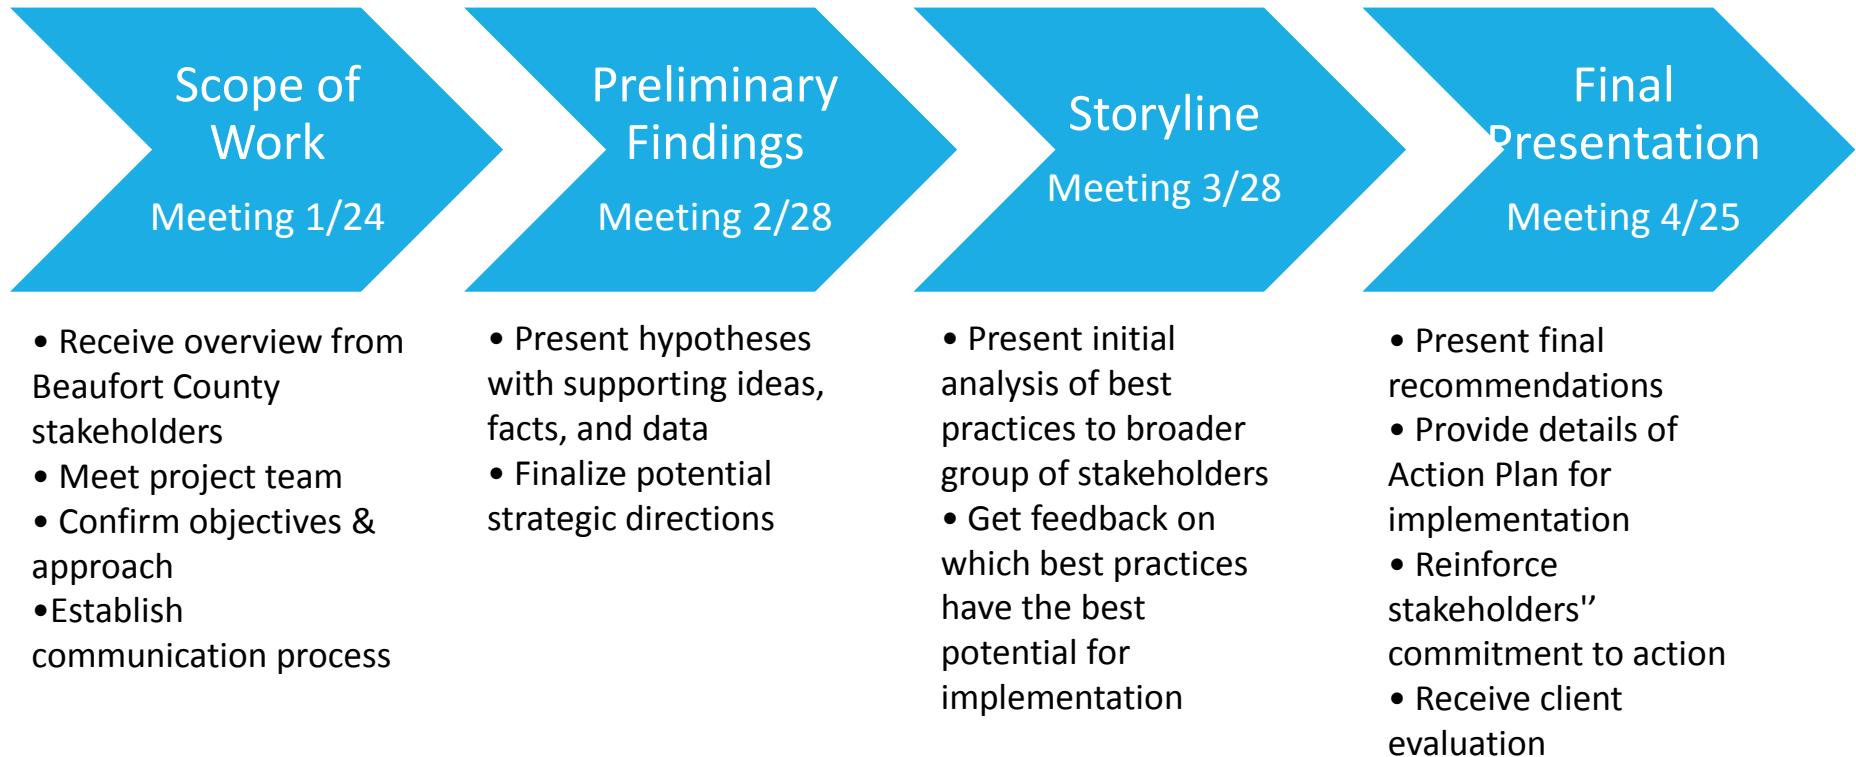 Scope of
Work
Meeting 1/24
• Receive overview from
Beaufort County
stakeholders
• Meet project team
• Confirm objectives &
approach
•Establish
communication process
Preliminary
Findings
Meeting 2/28
• Present hypotheses
with supporting ideas,
facts, and data
• Finalize potential
strategic directions
Storyline
Meeting 3/28
• Present initial
analysis of best
practices to broader
group of stakeholders
• Get feedback on
which best practices
have the best
potential for
implementation
Final
Presentation
Meeting 4/25
• Present final
recommendations
• Provide details of
Action Plan for
implementation
• Reinforce
stakeholders'’
commitment to action
• Receive client
evaluation